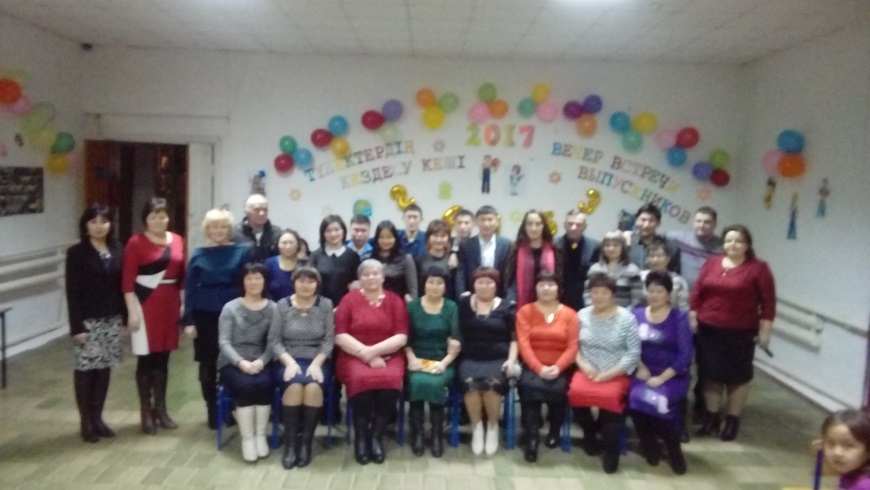 ТҮЛЕКТЕРДІҢ
КЕЗДЕСУ КЕШІ
2017
ВЕЧЕР ВСТРЕЧИ
ВЫПУСКНИКОВ